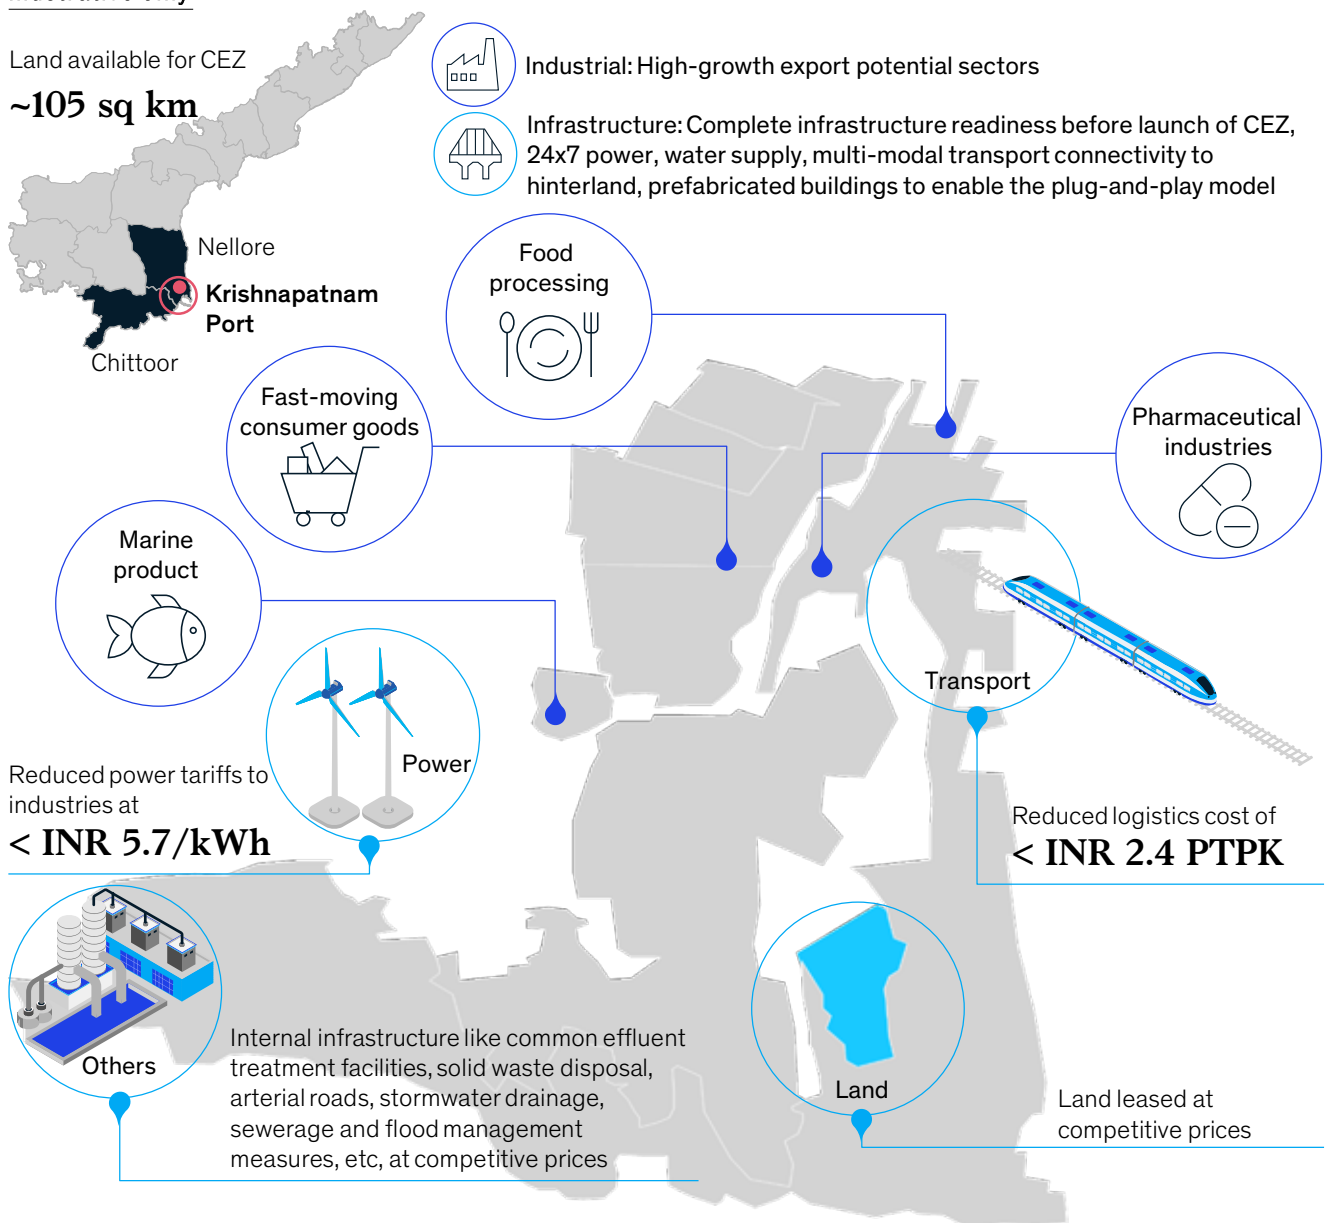 Illustrative only
Land available for CEZ
~105 sq km
Industrial: High-growth export potential sectors
Infrastructure: Complete infrastructure readiness before launch of CEZ,
24x7 power, water supply, multi-modal transport connectivity to
hinterland, prefabricated buildings to enable the plug-and-play model
Nellore
Krishnapatnam
Port
Chittoor
Food
processing
Fast-moving
consumer goods
Pharmaceutical
industries
Marine
product
Transport
Power
Reduced power tariffs to
industries at
< INR 5.7/kWh
Reduced logistics cost of
< INR 2.4 PTPK
Others
Internal infrastructure like common effluent
treatment facilities, solid waste disposal,
arterial roads, stormwater drainage,
sewerage and flood management
measures, etc, at competitive prices
Land
Land leased at
competitive prices